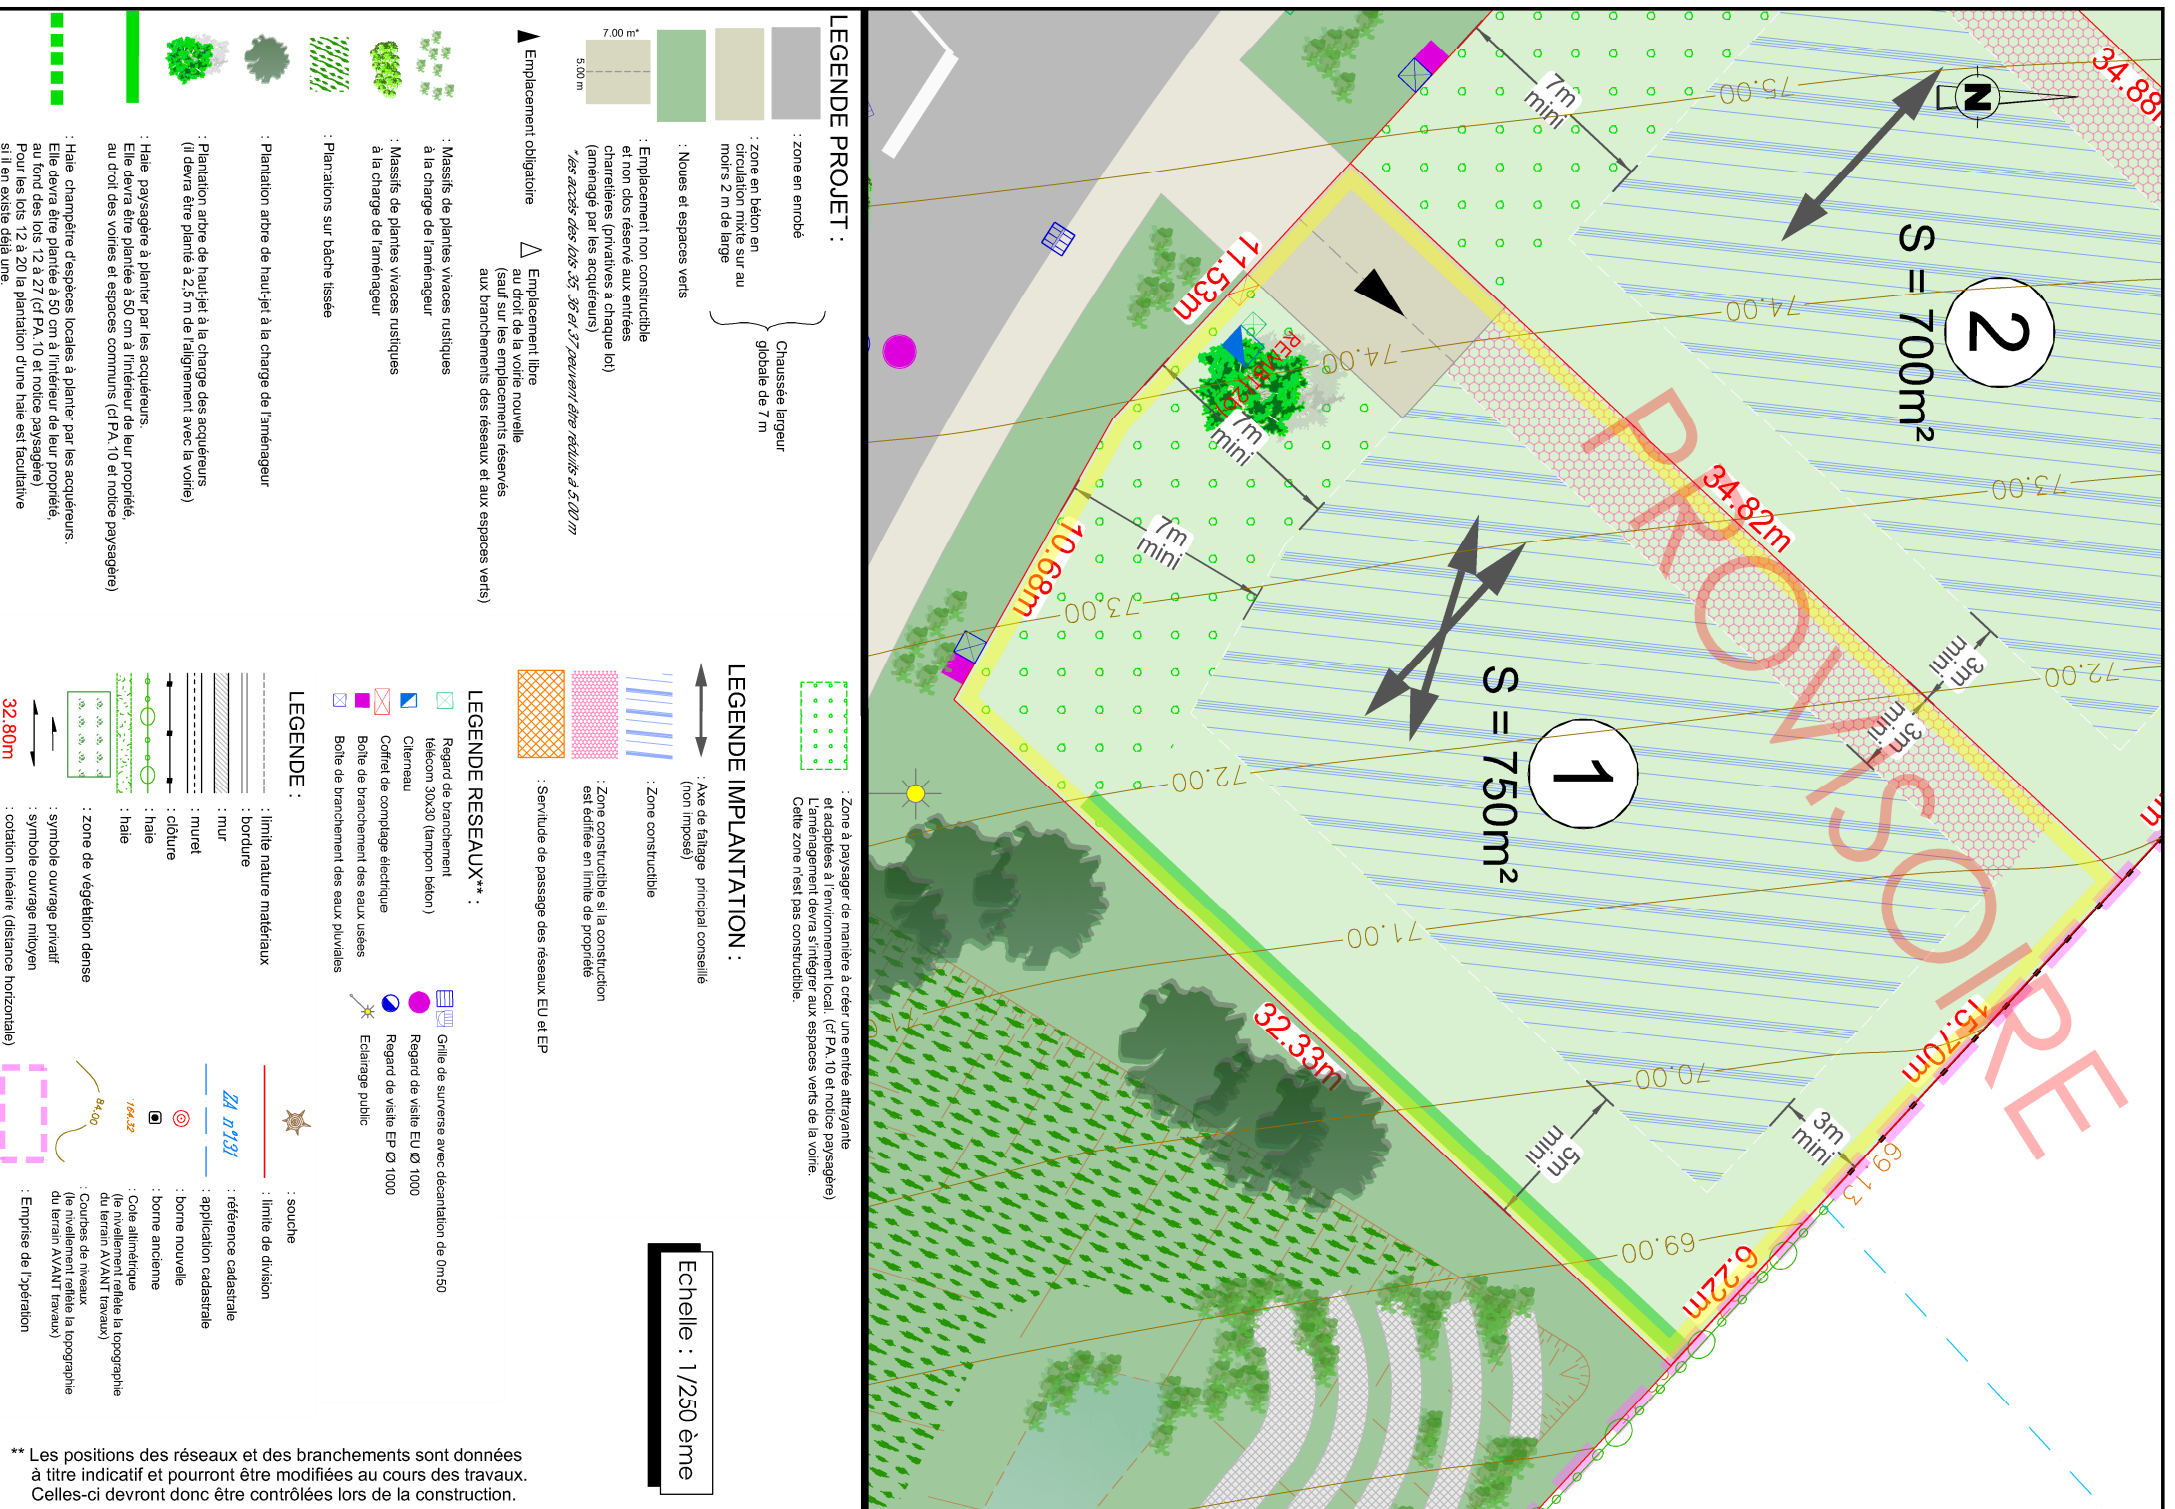 LEGENDE PROJET :
: zone en enrobé
: zone en béton en
circulation mixte sur au
moins 2 m de large
Chaussée largeur
globale de 7 m
: Noues et espaces verts
7.00 m*
5.00 m
: Emplacement non constructible
et non clos réservé aux entrées
charretières (privatives à chaque lot)
(aménagé par les acquéreurs)
*les accès des lots 35, 36 et 37 peuvent être réduits à 5,00 m
Emplacement obligatoire
Emplacement libre
au droit de la voirie nouvelle
(sauf sur les emplacements réservés
aux branchements des réseaux et aux espaces verts)
: Massifs de plantes vivaces rustiques
à la charge de l'aménageur
: Massifs de plantes vivaces rustiques
à la charge de l'aménageur
: Plantations sur bâche tissée
: Plantation arbre de haut-jet à la charge de l'aménageur
: Plantation arbre de haut-jet à la charge des acquéreurs
(il devra être planté à 2,5 m de l'alignement avec la voirie)
: Haie paysagère à planter par les acquéreurs.
Elle devra être plantée à 50 cm à l'intérieur de leur propriété,
au droit des voiries et espaces communs (cf PA.10 et notice paysagère)
: Haie champêtre d'espèces locales à planter par les acquéreurs.
Elle devra être plantée à 50 cm à l'intérieur de leur propriété,
au fond des lots 12 à 27 (cf PA.10 et notice paysagère)
Pour les lots 12 à 20 la plantation d'une haie est facultative
si il en existe déjà une.
: Zone à paysager de manière à créer une entrée attrayante
et adaptées à l'environnement local. (cf PA.10 et notice paysagère)
L'aménagement devra s'intégrer aux espaces verts de la voirie.
Cette zone n'est pas constructible.
LEGENDE IMPLANTATION :
: Axe de faîtage principal conseillé
(non imposé)
: Zone constructible
: Zone constructible si la construction
est édifiée en limite de propriété
: Servitude de passage des réseaux EU et EP
LEGENDE RESEAUX** :
Regard de branchement
télécom 30x30 (tampon béton)
Citerneau
Coffret de comptage électrique
Boîte de branchement des eaux usées
Boîte de branchement des eaux pluviales
Grille de surverse avec décantation de 0m50
Regard de visite EU Ø 1000
Regard de visite EP Ø 1000
Eclairage public
LEGENDE :
: limite nature matériaux
: bordure
: mur
: muret
: clôture
: haie
: haie
: zone de végétation dense
: symbole ouvrage privatif
: symbole ouvrage mitoyen
32.80m
: cotation linéaire (distance horizontale)
: souche
: limite de division
ZA n°131
: référence cadastrale
: application cadastrale
: borne nouvelle
: borne ancienne
164.32
: Cote altimétrique
(le nivellement reflète la topographie
du terrain AVANT travaux)
84.00
: Courbes de niveaux
(le nivellement reflète la topographie
du terrain AVANT travaux)
: Emprise de l'opération
Echelle : 1/250 ème
** Les positions des réseaux et des branchements sont données
à titre indicatif et pourront être modifiées au cours des travaux.
Celles-ci devront donc être contrôlées lors de la construction.
N
2
S = 700m²
1
S = 750m²
PROVISOIRE
34.88m
34.82m
11.53m
10.68m
32.33m
15.70m
6.22m
7m
mini
7m
mini
7m
mini
3m
mini
3m
mini
3m
mini
5m
mini
75.00
74.00
74.00
73.00
73.00
72.00
72.00
71.00
70.00
69.00
69.13